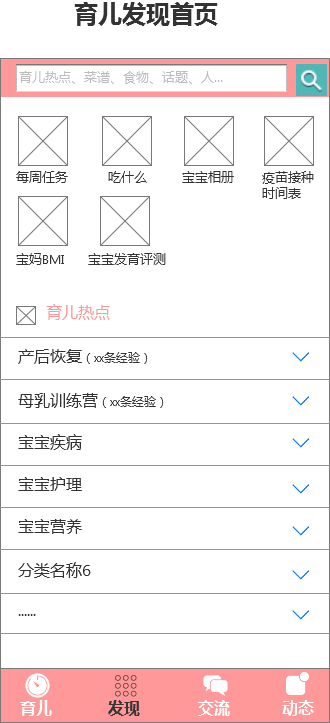 育儿发现首页
育儿热点、菜谱、食物、话题、人...
每周任务 吃什么 宝宝相册 疫苗接种
时间表
宝妈BMI 宝宝发育评测
育儿热点
产后恢复（xx条经验）
母乳训练营（xx条经验）
宝宝疾病
宝宝护理
宝宝营养
分类名称6
......
育儿 发现 交流 动态